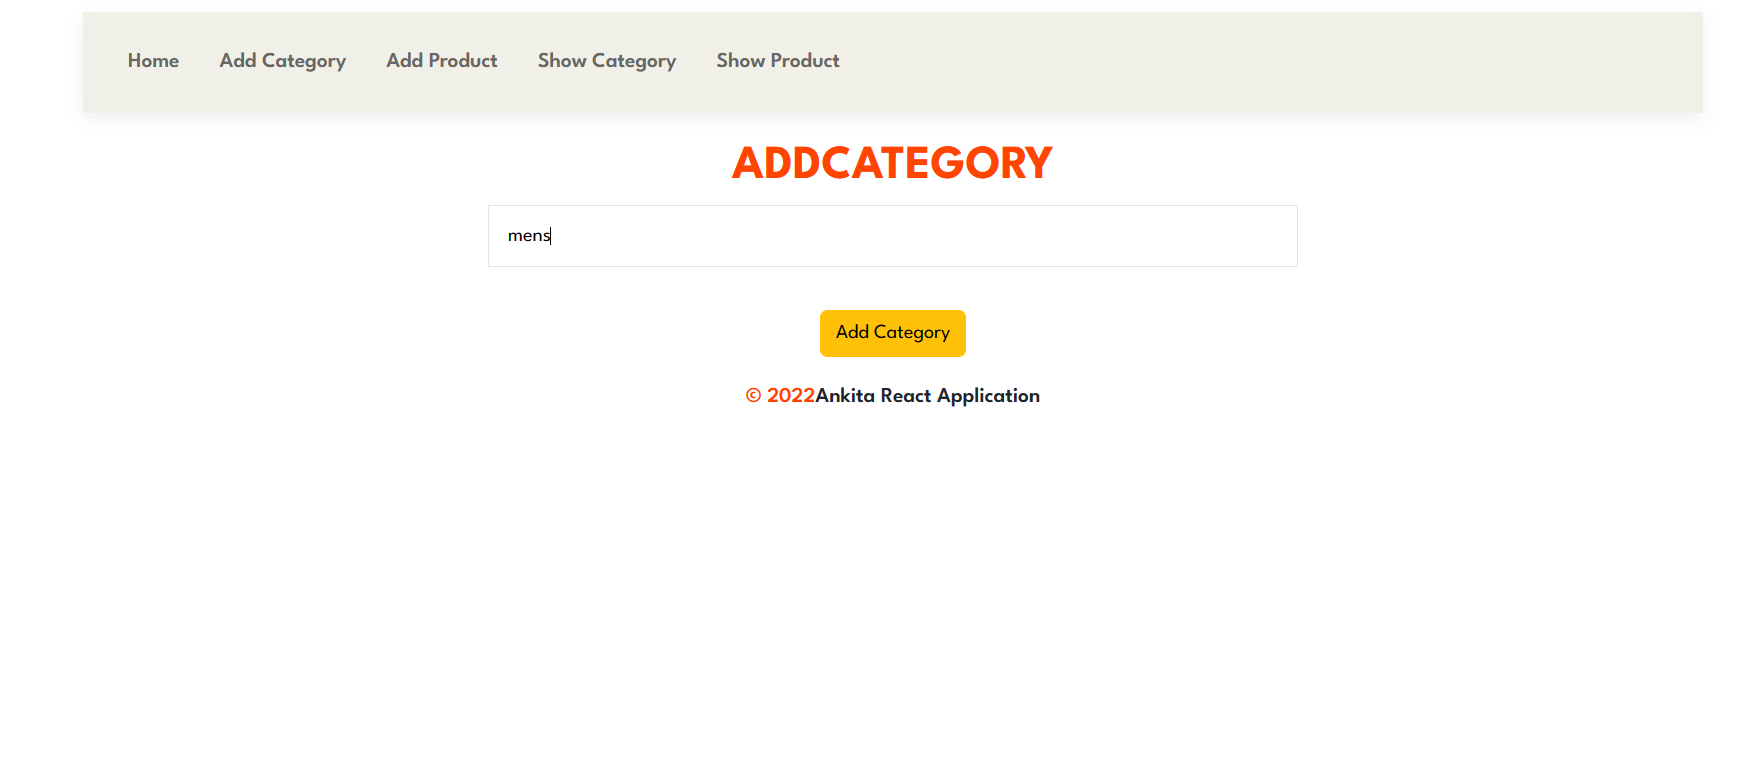 Home Add Category Add Product Show Category Show Product
ADDCATEGORY
mens
Add Category
© 2022Ankita React Application